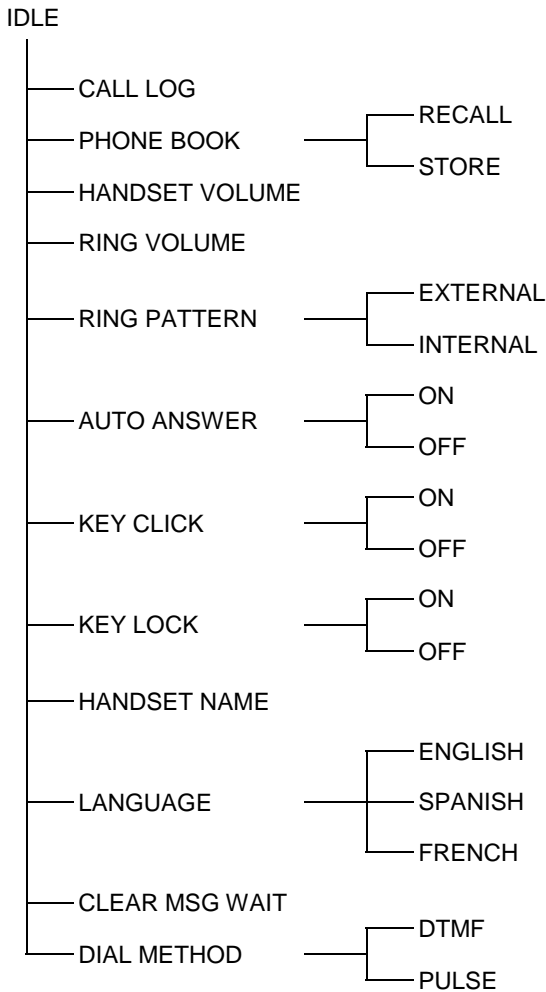 IDLE
CALL LOG
PHONE BOOK
RECALL
STORE
HANDSET VOLUME
RING VOLUME
RING PATTERN
EXTERNAL
INTERNAL
AUTO ANSWER
ON
OFF
KEY CLICK
ON
OFF
KEY LOCK
ON
OFF
HANDSET NAME
LANGUAGE
ENGLISH
SPANISH
FRENCH
CLEAR MSG WAIT
DIAL METHOD
DTMF
PULSE